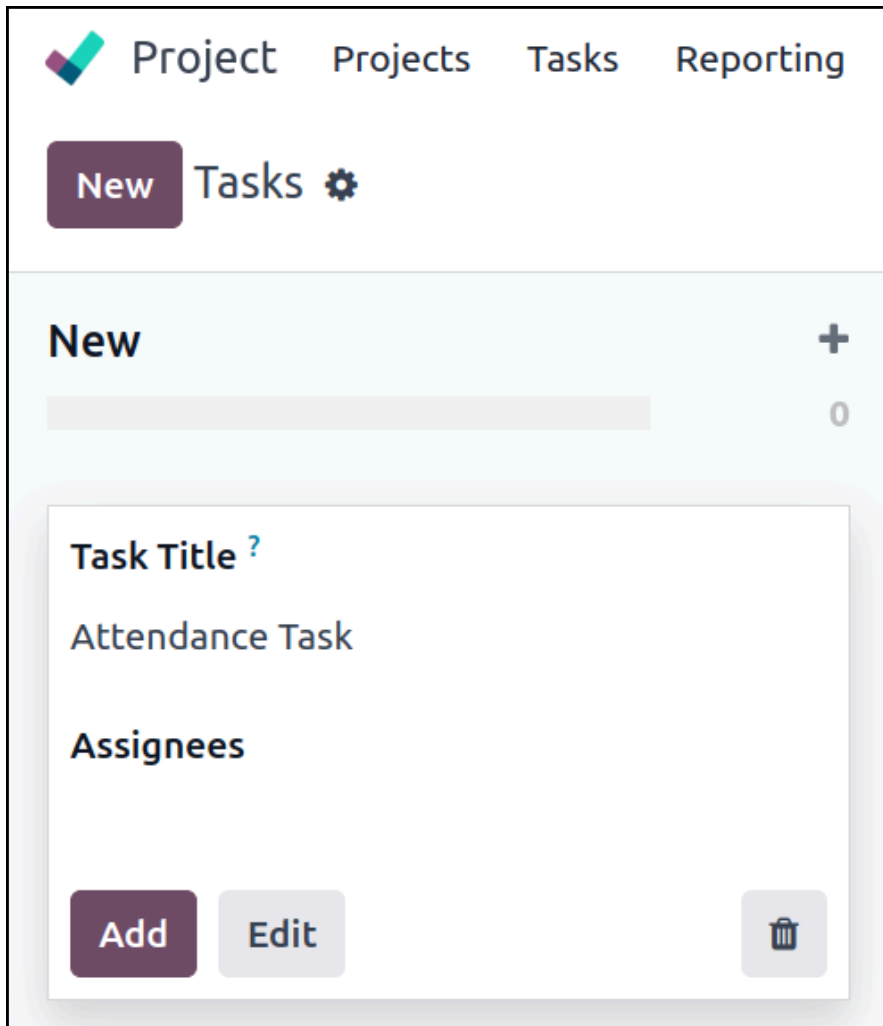 Project Projects Tasks Reporting
New Tasks
New
0
Task Title ?
Attendance Task
Assignees
Add Edit